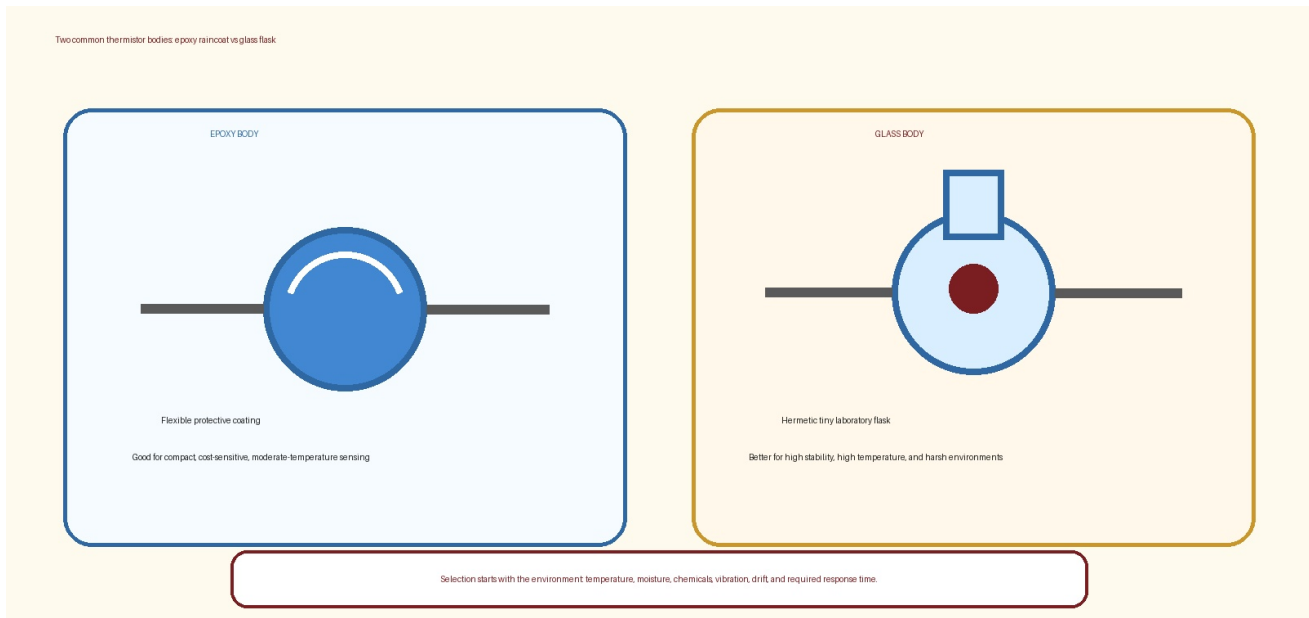 Two common thermistor bodies: epoxy raincoat vs glass flask
EPOXY BODY
Flexible protective coating
Good for compact, cost-sensitive, moderate-temperature sensing
GLASS BODY
Hermetic tiny laboratory flask
Better for high stability, high temperature, and harsh environments
Selection starts with the environment: temperature, moisture, chemicals, vibration, drift, and required response time.